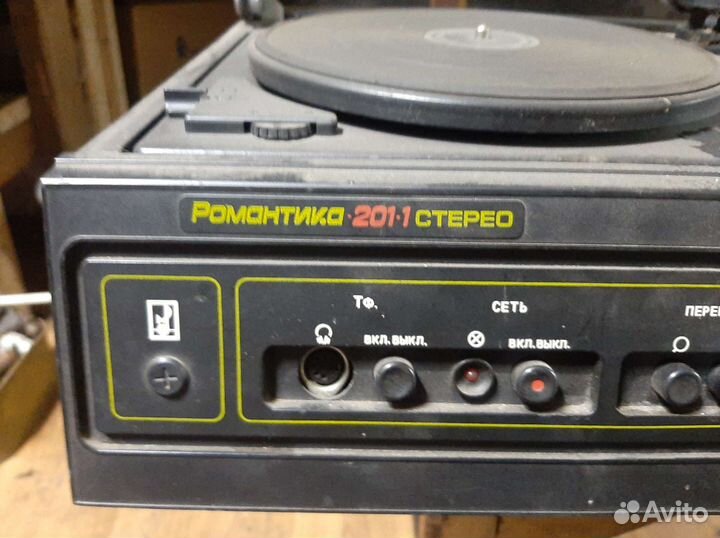 Романтика·201·1 СТЕРЕО
ТФ.
СЕТЬ
ВКЛ.ВЫКЛ.
ВКЛ.ВЫКЛ.
Avito